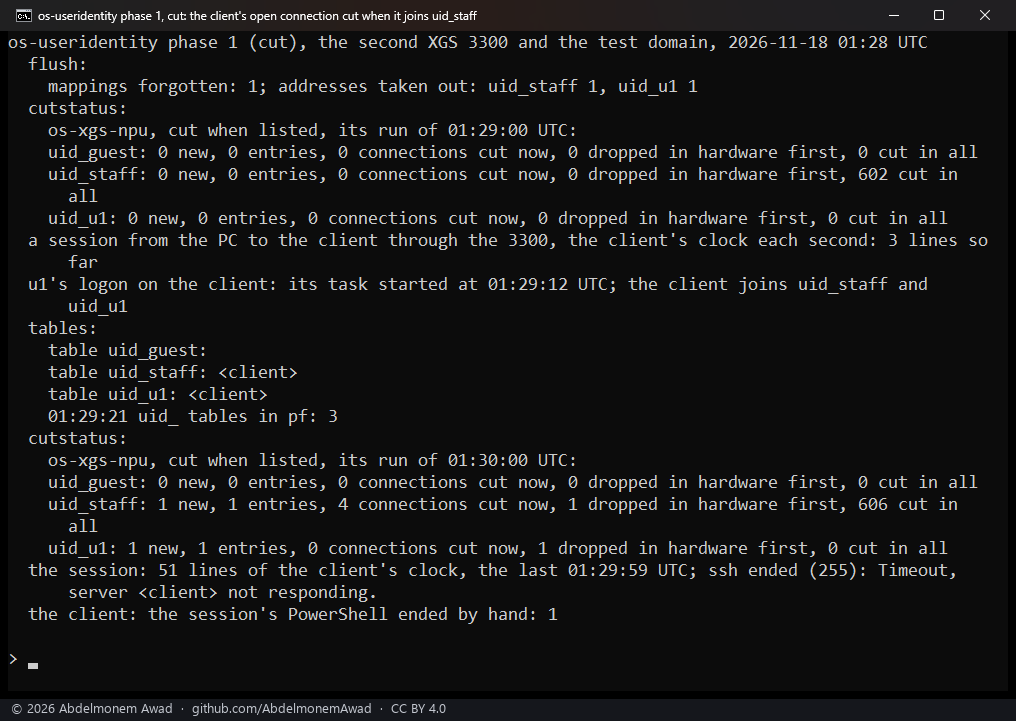 os-useridentity phase 1, cut: the client's open connection cut when it joins uid_staff
os-useridentity phase 1 (cut), the second XGS 3300 and the test domain, 2026-11-18 01:28 UTC
flush:
mappings forgotten: 1; addresses taken out: uid_staff 1, uid_u1 1
cutstatus:
os-xgs-npu, cut when listed, its run of 01:29:00 UTC:
uid_guest: 0 new, 0 entries, 0 connections cut now, 0 dropped in hardware first, 0 cut in all
uid_staff: 0 new, 0 entries, 0 connections cut now, 0 dropped in hardware first, 602 cut in
all
uid_u1: 0 new, 0 entries, 0 connections cut now, 0 dropped in hardware first, 0 cut in all
a session from the PC to the client through the 3300, the client's clock each second: 3 lines so
far
u1's logon on the client: its task started at 01:29:12 UTC; the client joins uid_staff and
uid_u1
tables:
table uid_guest:
table uid_staff: <client>
table uid_u1: <client>
01:29:21 uid_ tables in pf: 3
cutstatus:
os-xgs-npu, cut when listed, its run of 01:30:00 UTC:
uid_guest: 0 new, 0 entries, 0 connections cut now, 0 dropped in hardware first, 0 cut in all
uid_staff: 1 new, 1 entries, 4 connections cut now, 1 dropped in hardware first, 606 cut in
all
uid_u1: 1 new, 1 entries, 0 connections cut now, 1 dropped in hardware first, 0 cut in all
the session: 51 lines of the client's clock, the last 01:29:59 UTC; ssh ended (255): Timeout,
server <client> not responding.
the client: the session's PowerShell ended by hand: 1
>
© 2026 Abdelmonem Awad · github.com/AbdelmonemAwad · CC BY 4.0